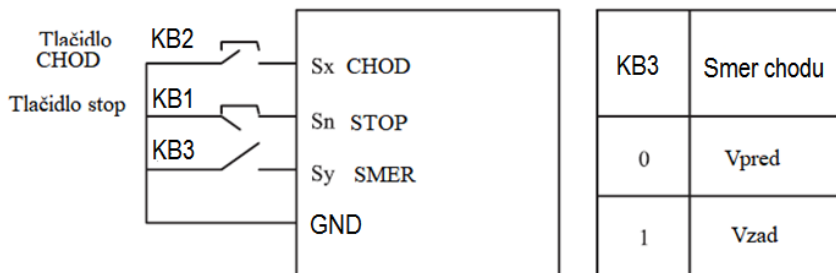 Tlačidlo
CHOD
KB2
Sx CHOD
Tlačidlo stop
KB1
Sn STOP
KB3
Sy SMER
GND
KB3 Smer chodu
0 Vpred
1 Vzad